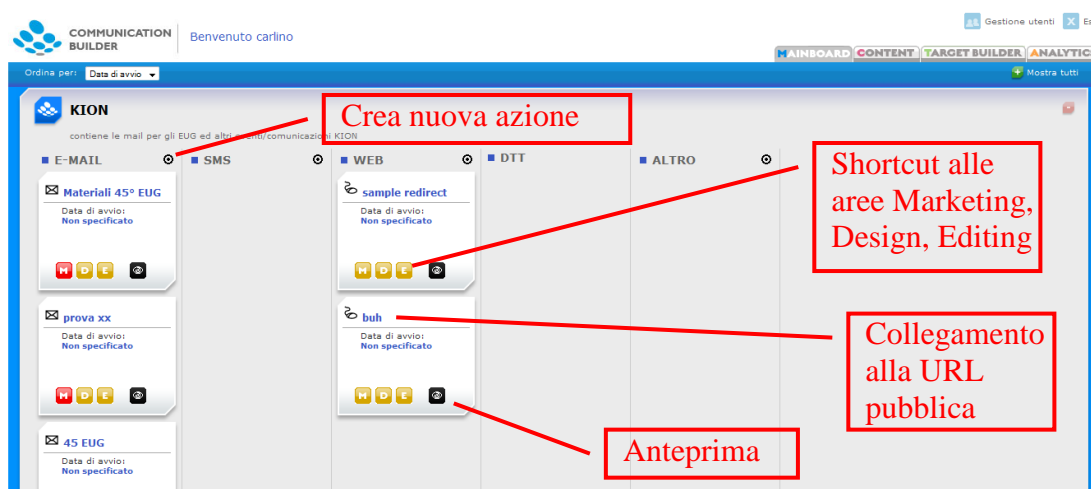 COMMUNICATION
BUILDER
Benvenuto carlino
Gestione utenti
MAINBOARD CONTENT TARGET BUILDER ANALYTIC
Ordina per: Data di avvio
Mostra tutti
KION
contiene le mail per gli EUG ed altri eventi/comunicazioni KION
Crea nuova azione
E-MAIL SMS WEB DTT ALTRO
Materiali 45° EUG
Data di avvio:
Non specificato
M D E
sample redirect
Data di avvio:
Non specificato
M D E
Shortcut alle
aree Marketing,
Design, Editing
prova xx
Data di avvio:
Non specificato
M D E
buh
Data di avvio:
Non specificato
M D E
Collegamento
alla URL
pubblica
Anteprima
45 EUG
Data di avvio:
Non specificato